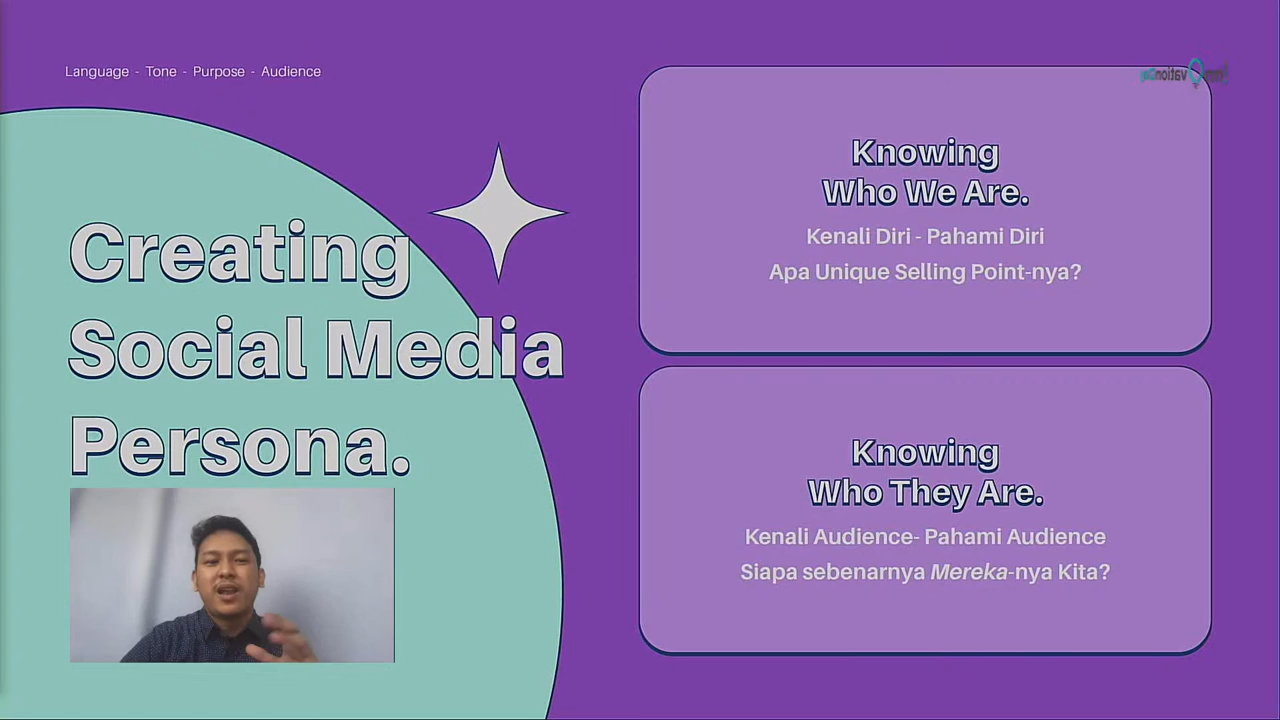 Language - Tone - Purpose - Audience
Creating
Social Media
Persona.
Knowing
Who We Are.
Kenali Diri - Pahami Diri
Apa Unique Selling Point-nya?
Knowing
Who They Are.
Kenali Audience- Pahami Audience
Siapa sebenarnya Mereka-nya Kita?